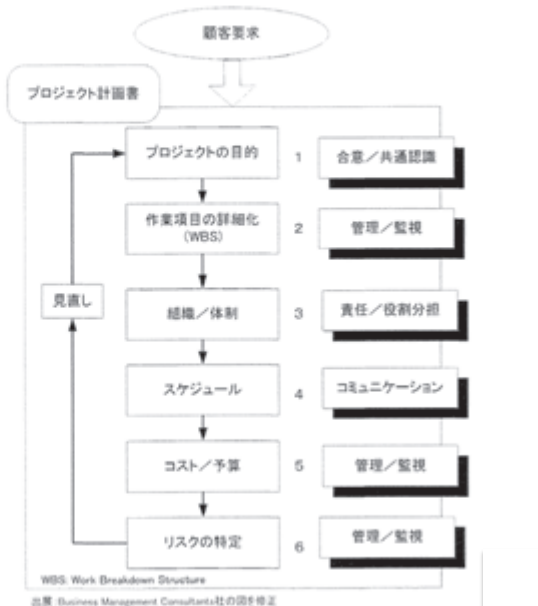 顧客要求
プロジェクト計画書
プロジェクトの目的 1 合意／共通認識
作業項目の詳細化
(WBS) 2 管理／監視
見直し
組織／体制 3 責任／役割分担
スケジュール 4 コミュニケーション
コスト／予算 5 管理／監視
リスクの特定 6 管理／監視
WBS: Work Breakdown Structure
出展 Business Management Consultants社の図を修正